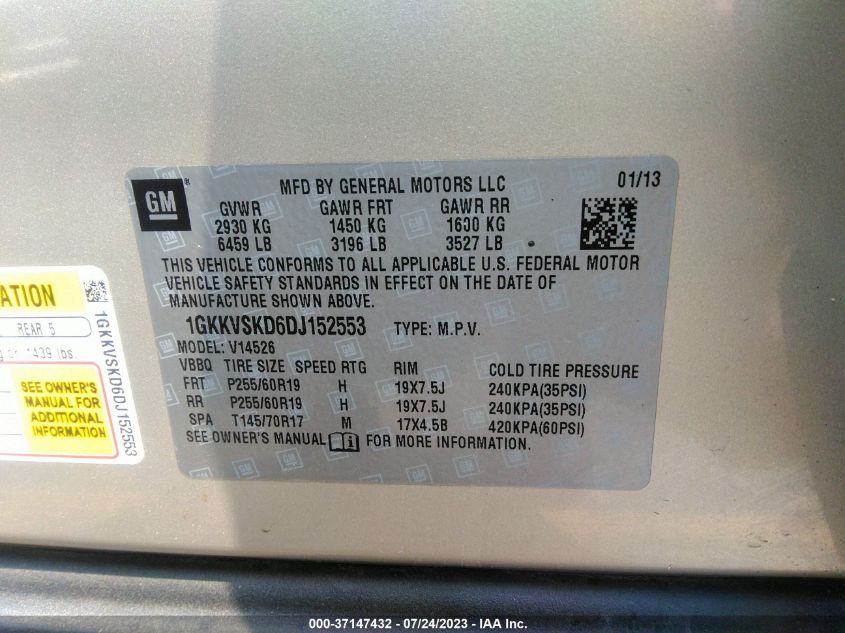 GM
®
MFD BY GENERAL MOTORS LLC 01/13
GVWR GAWR FRT GAWR RR
2930 KG 1450 KG 1600 KG
6459 LB 3196 LB 3527 LB
THIS VEHICLE CONFORMS TO ALL APPLICABLE U.S. FEDERAL MOTOR
VEHICLE SAFETY STANDARDS IN EFFECT ON THE DATE OF
MANUFACTURE SHOWN ABOVE.
1GKKVSKD6DJ152553 TYPE: M.P.V.
MODEL: V14526
VBBQ TIRE SIZE SPEED RTG RIM COLD TIRE PRESSURE
FRT P255/60R19 H 19X7.5J 240KPA(35PSI)
RR P255/60R19 H 19X7.5J 240KPA(35PSI)
SPA T145/70R17 M 17X4.5B 420KPA(60PSI)
SEE OWNER'S MANUAL FOR MORE INFORMATION.
ATION
REAR 5
or 1439 lbs.
SEE OWNER'S
MANUAL FOR
ADDITIONAL
INFORMATION
1GKKVSKD6DJ152553
000-37147432 - 07/24/2023 - IAA Inc.